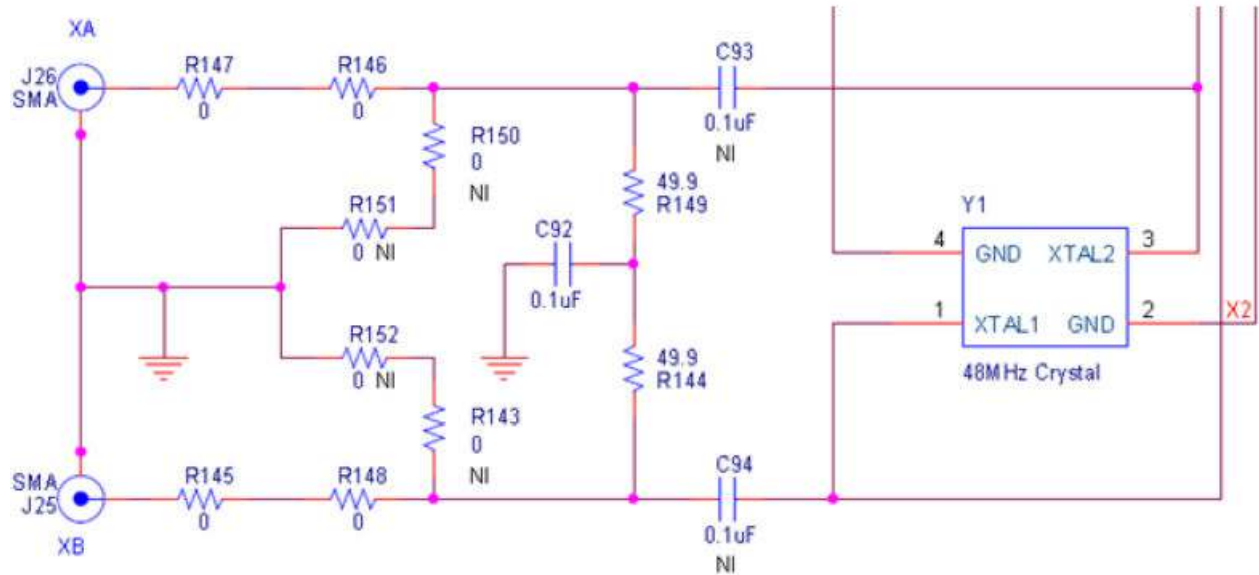 XA
J26
SMA
R147
0
R146
0
C93
0.1uF
NI
R150
0
NI
R151
0 NI
49.9
R149
C92
0.1uF
Y1
4
GND
XTAL2
3
1
XTAL1
GND
2
X2
48MHz Crystal
R152
0 NI
49.9
R144
R143
0
NI
SMA
J25
XB
R145
0
R148
0
C94
0.1uF
NI